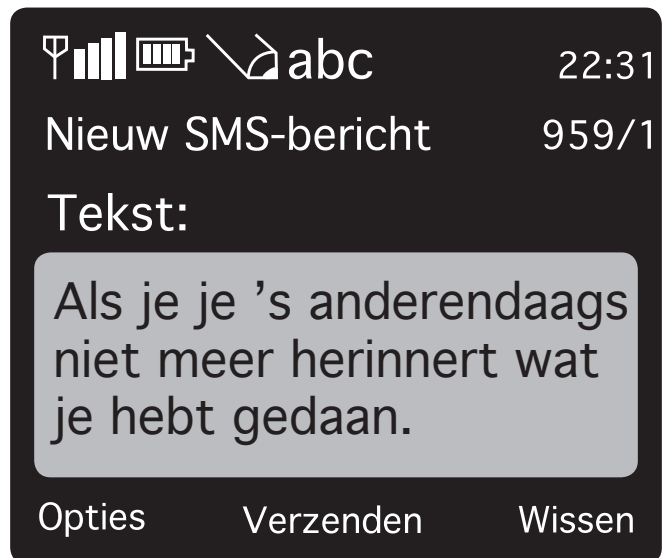 abc 22:31
Nieuw SMS-bericht 959/1
Tekst:
Als je je ’s anderendaags
niet meer herinnert wat
je hebt gedaan.
Opties Verzenden Wissen